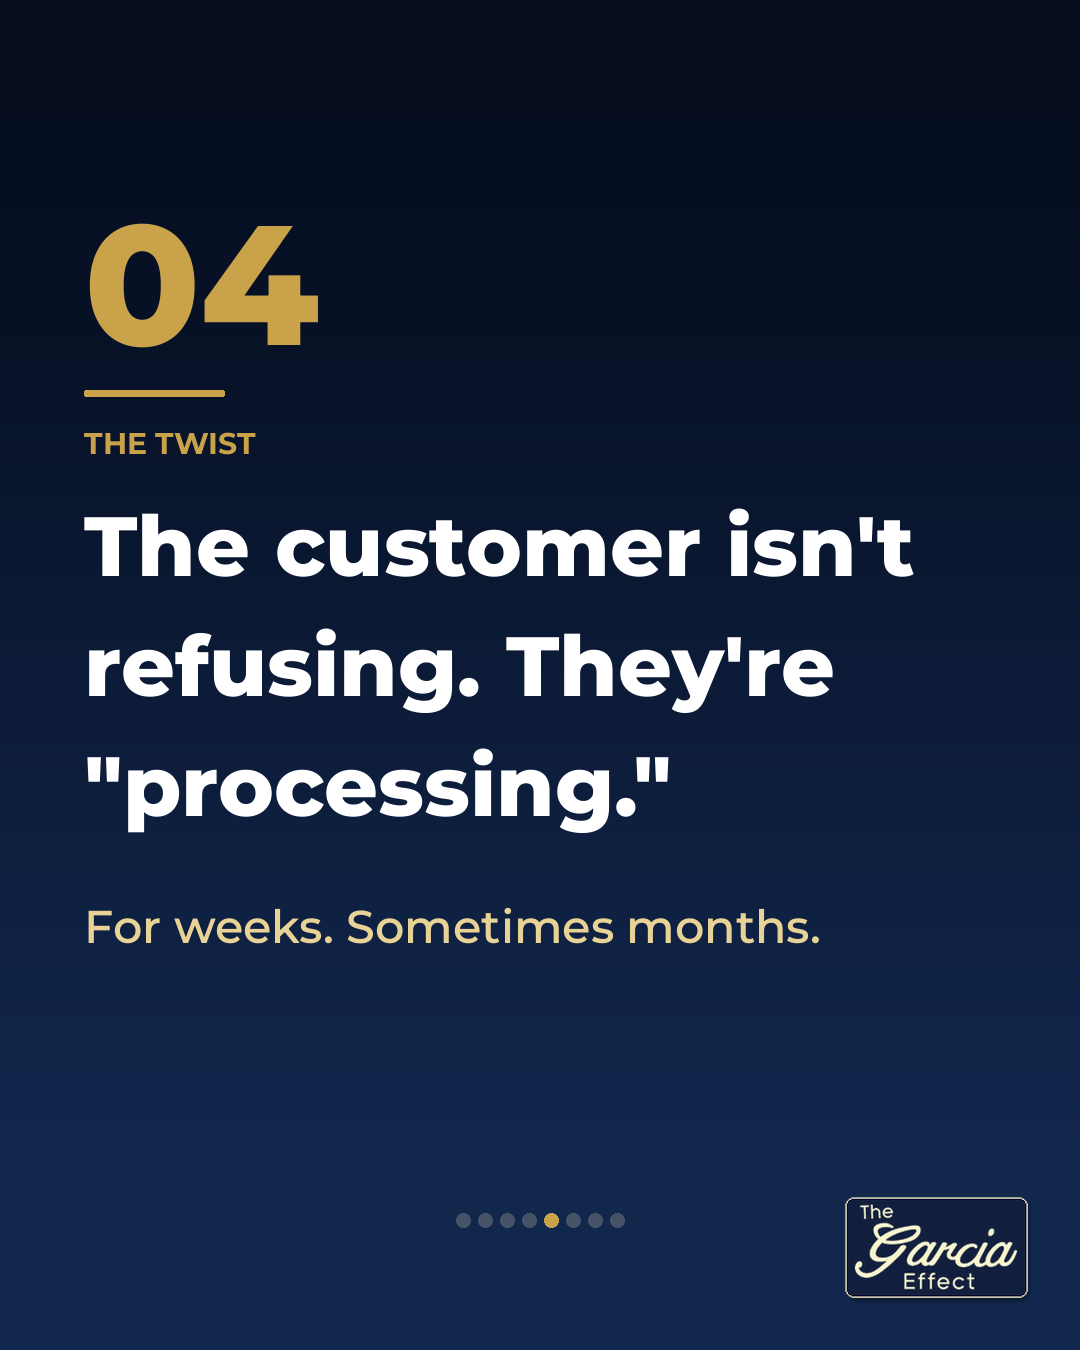 04
THE TWIST
The customer isn't
refusing. They're
"processing."
For weeks. Sometimes months.
The
Garcia
Effect